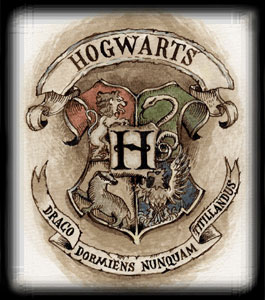 HOGWARTS
H
DRACO DORMIENS NUNQUAM TITILLANDUS